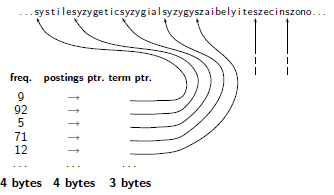 ...systilesyzygeticsyzygialsyzygyszaibelyiteszecinszono...
freq. postings ptr. term ptr.
9 →
92 →
5 →
71 →
12 →
... ... ...
4 bytes 4 bytes 3 bytes